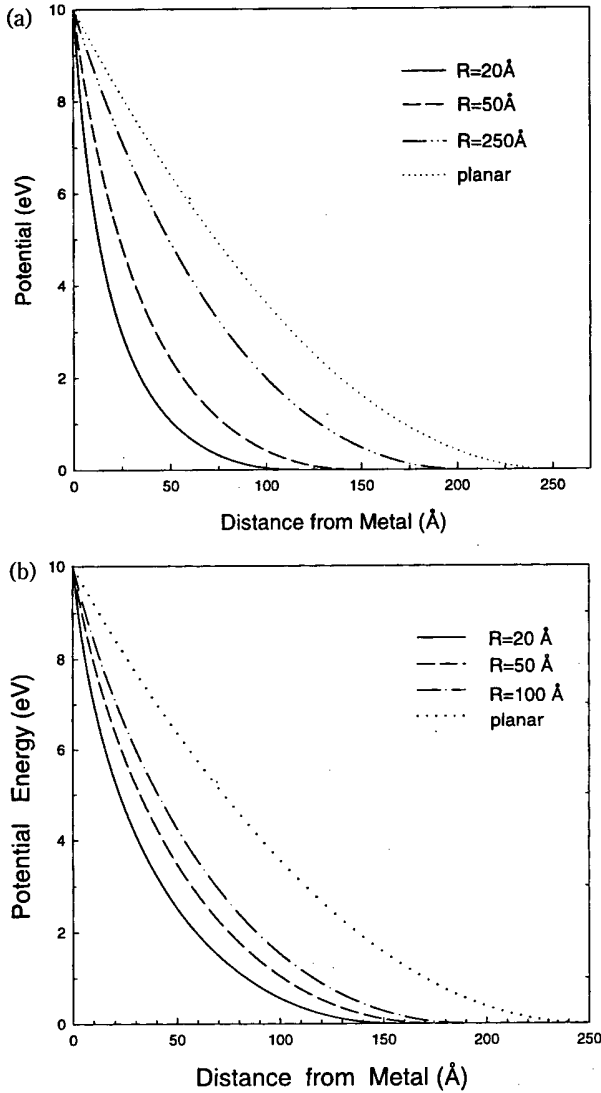 (a)
10
8
6
4
2
0
Potential (eV)
R=20Å
R=50Å
R=250Å
planar
0
50
100
150
200
250
Distance from Metal (Å)
(b)
10
8
6
4
2
0
Potential Energy (eV)
R=20 Å
R=50 Å
R=100 Å
planar
0
50
100
150
200
250
Distance from Metal (Å)